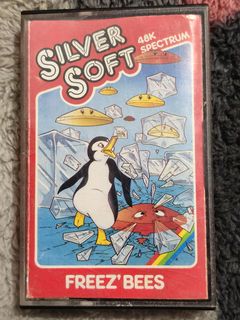 SILVER
SOFT
48K
SPECTRUM
FREEZ' BEES